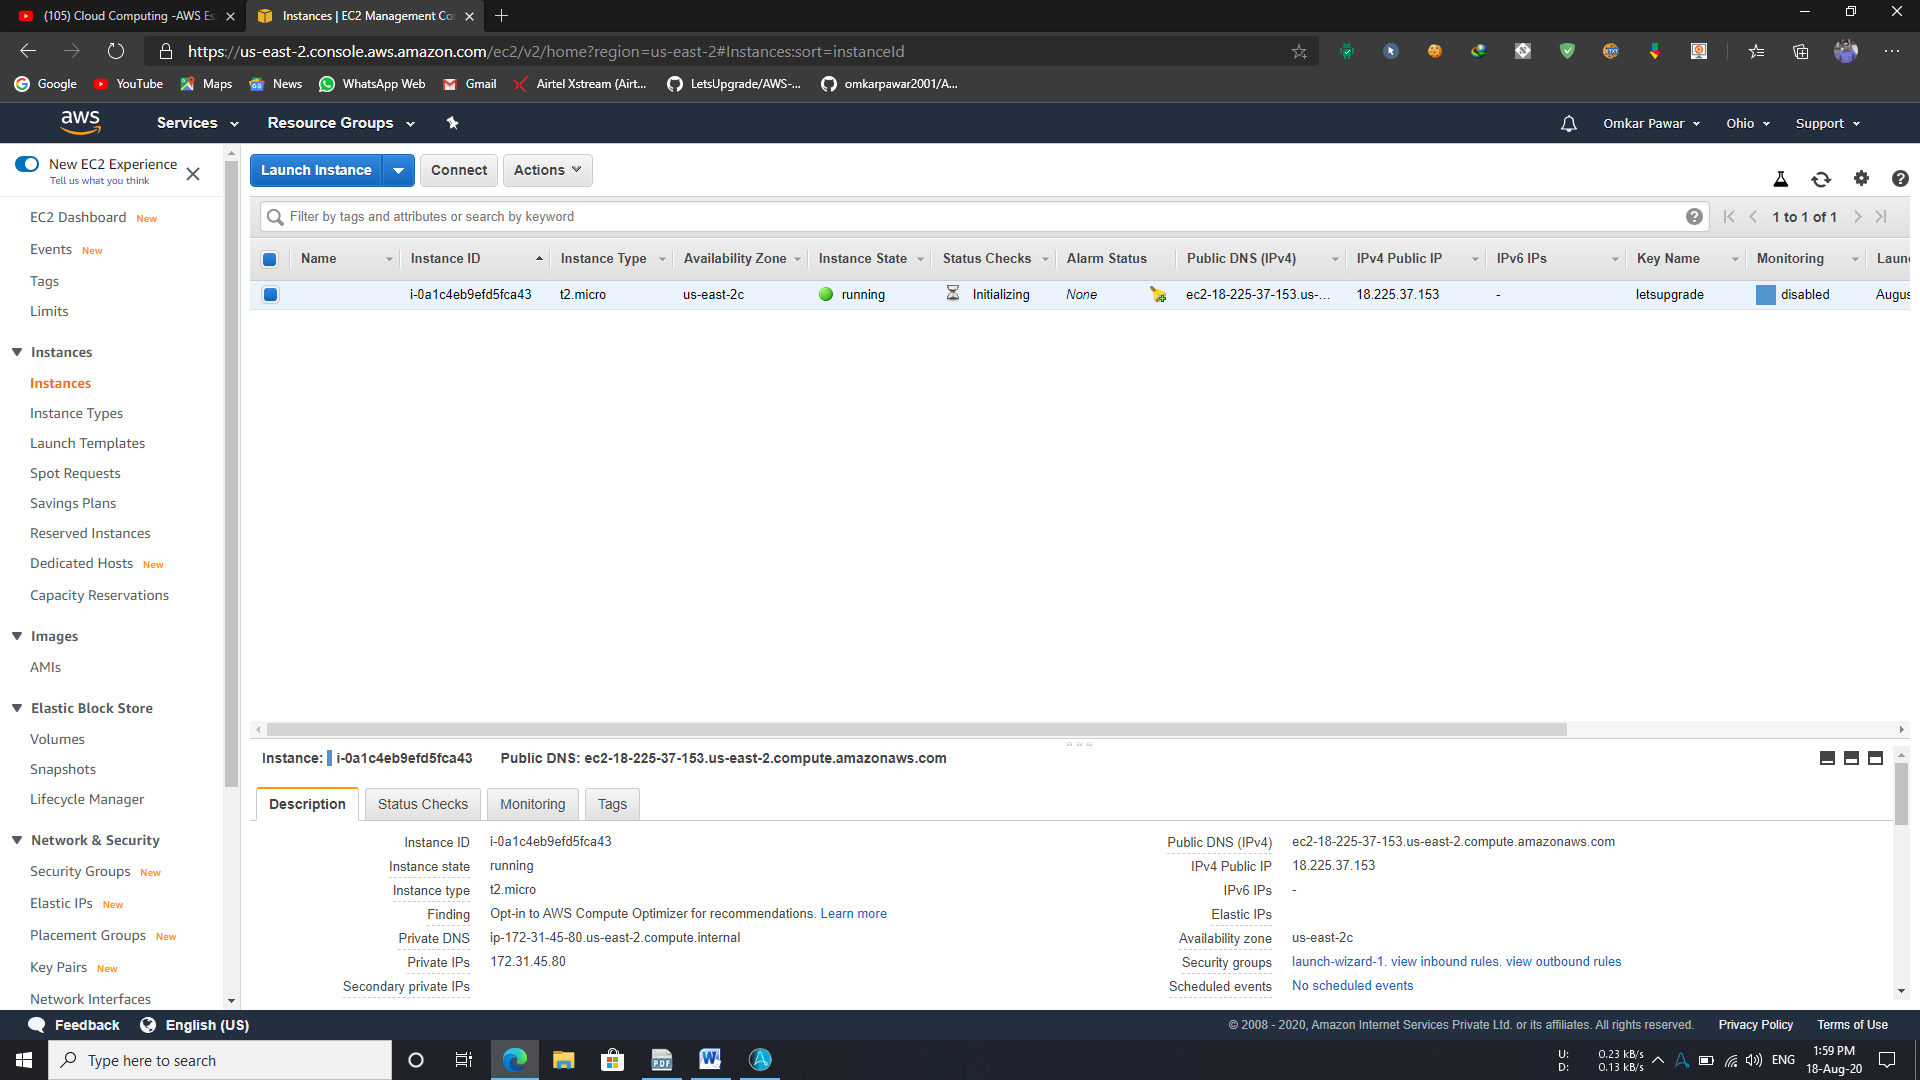 (105) Cloud Computing -AWS Es
Instances | EC2 Management Co
https://us-east-2.console.aws.amazon.com/ec2/v2/home?region=us-east-2#Instances:sort=instanceId
Google YouTube Maps News WhatsApp Web Gmail Airtel Xstream (Airt... LetsUpgrade/AWS-... omkarpawar2001/A...
aws Services Resource Groups Omkar Pawar Ohio Support
New EC2 Experience
Tell us what you think
EC2 Dashboard New
Events New
Tags
Limits
Instances
Instances
Instance Types
Launch Templates
Spot Requests
Savings Plans
Reserved Instances
Dedicated Hosts New
Capacity Reservations
Images
AMIs
Elastic Block Store
Volumes
Snapshots
Lifecycle Manager
Network & Security
Security Groups New
Elastic IPs New
Placement Groups New
Key Pairs New
Network Interfaces
Launch Instance Connect Actions
Filter by tags and attributes or search by keyword
1 to 1 of 1
Name Instance ID Instance Type Availability Zone Instance State Status Checks Alarm Status Public DNS (IPv4) IPv4 Public IP IPv6 IPs Key Name Monitoring Laun
i-0a1c4eb9efd5fca43 t2.micro us-east-2c running Initializing None ec2-18-225-37-153.us-... 18.225.37.153 - letsupgrade disabled Augus
Instance: i-0a1c4eb9efd5fca43 Public DNS: ec2-18-225-37-153.us-east-2.compute.amazonaws.com
Description Status Checks Monitoring Tags
Instance ID i-0a1c4eb9efd5fca43
Instance state running
Instance type t2.micro
Finding Opt-in to AWS Compute Optimizer for recommendations. Learn more
Private DNS ip-172-31-45-80.us-east-2.compute.internal
Private IPs 172.31.45.80
Secondary private IPs
Public DNS (IPv4) ec2-18-225-37-153.us-east-2.compute.amazonaws.com
IPv4 Public IP 18.225.37.153
IPv6 IPs -
Elastic IPs
Availability zone us-east-2c
Security groups launch-wizard-1. view inbound rules. view outbound rules
Scheduled events No scheduled events
Feedback English (US)
© 2008 - 2020, Amazon Internet Services Private Ltd. or its affiliates. All rights reserved. Privacy Policy Terms of Use
Type here to search
PDF
U: 0.23 kB/s
D: 0.13 kB/s
ENG
1:59 PM
18-Aug-20